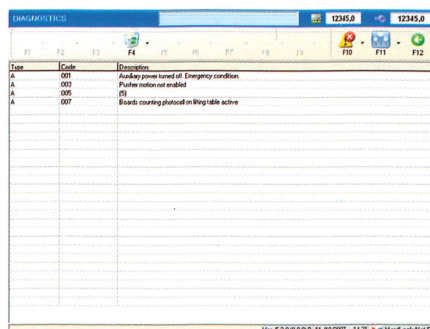 DIAGNOSTICS 12345,0 12345,0
F1 F2 F3 F4 F5 F6 F7 F8 F9 F10 F11 F12
Type Code Description
A 001 Auxiliary power turned off. Emergency condition.
A 003 Pusher motion not enabled
A 005 (5)
A 007 Boards counting photocell on lifting table active